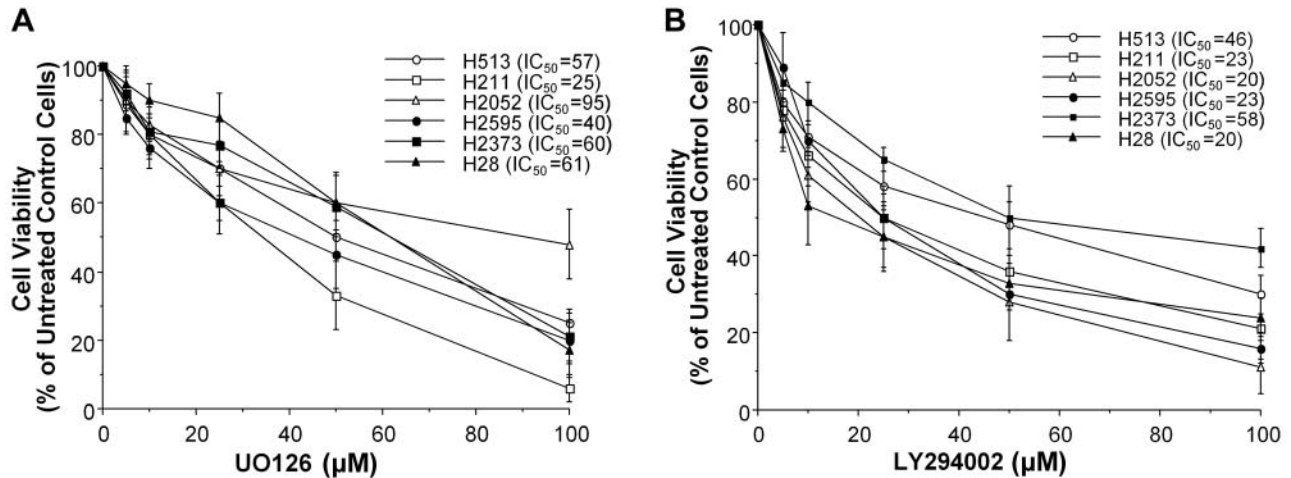 A
Cell Viability
(% of Untreated Control Cells)
100
80
60
40
20
0
H513 (IC50=57)
H211 (IC50=25)
H2052 (IC50=95)
H2595 (IC50=40)
H2373 (IC50=60)
H28 (IC50=61)
0 20 40 60 80 100
UO126 (µM)
B
Cell Viability
(% of Untreated Control Cells)
100
80
60
40
20
0
H513 (IC50=46)
H211 (IC50=23)
H2052 (IC50=20)
H2595 (IC50=23)
H2373 (IC50=58)
H28 (IC50=20)
0 20 40 60 80 100
LY294002 (µM)